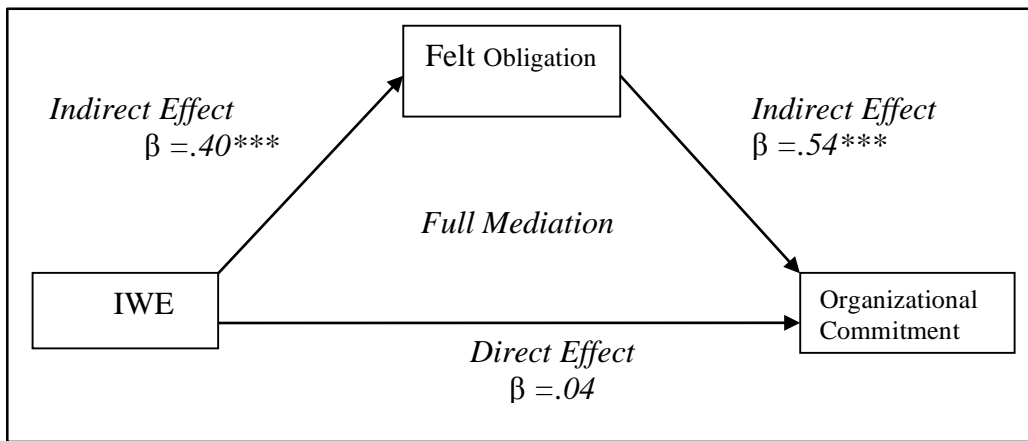 Felt Obligation
Indirect Effect
β =.40***
Indirect Effect
β =.54***
Full Mediation
IWE
Organizational
Commitment
Direct Effect
β =.04